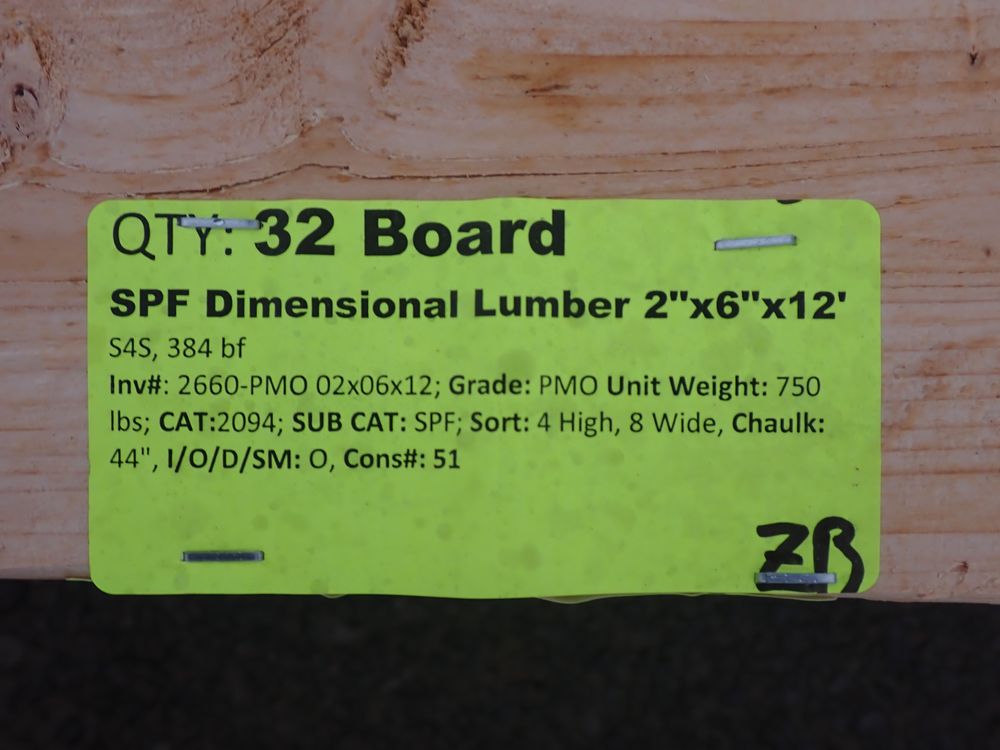 QTY: 32 Board
SPF Dimensional Lumber 2"x6"x12'
S4S, 384 bf
Inv#: 2660-PMO 02x06x12; Grade: PMO Unit Weight: 750
lbs; CAT:2094; SUB CAT: SPF; Sort: 4 High, 8 Wide, Chaulk:
44", I/O/D/SM: O, Cons#: 51
ZB